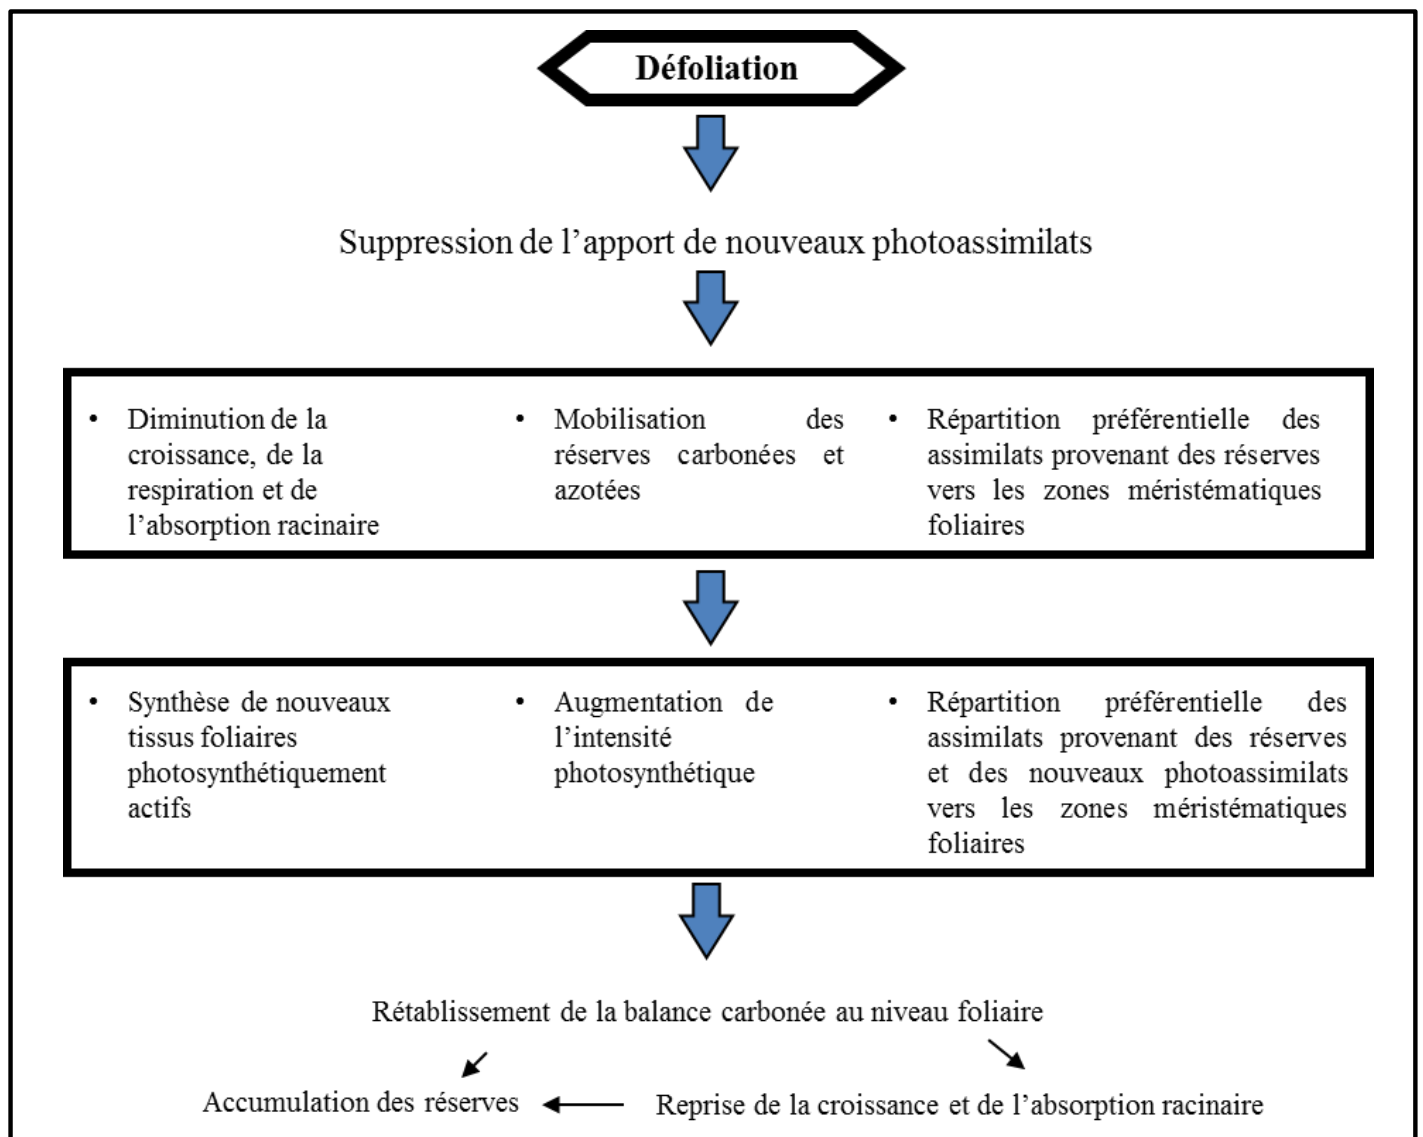 Défoliation
Suppression de l’apport de nouveaux photoassimilats
• Diminution de la
croissance, de la
respiration et de
l’absorption racinaire
• Mobilisation des
réserves carbonées et
azotées
• Répartition préférentielle des
assimilats provenant des réserves
vers les zones méristématiques
foliaires
• Synthèse de nouveaux
tissus foliaires
photosynthétiquement
actifs
• Augmentation de
l’intensité
photosynthétique
• Répartition préférentielle des
assimilats provenant des réserves
et des nouveaux photoassimilats
vers les zones méristématiques
foliaires
Rétablissement de la balance carbonée au niveau foliaire
Accumulation des réserves
Reprise de la croissance et de l’absorption racinaire